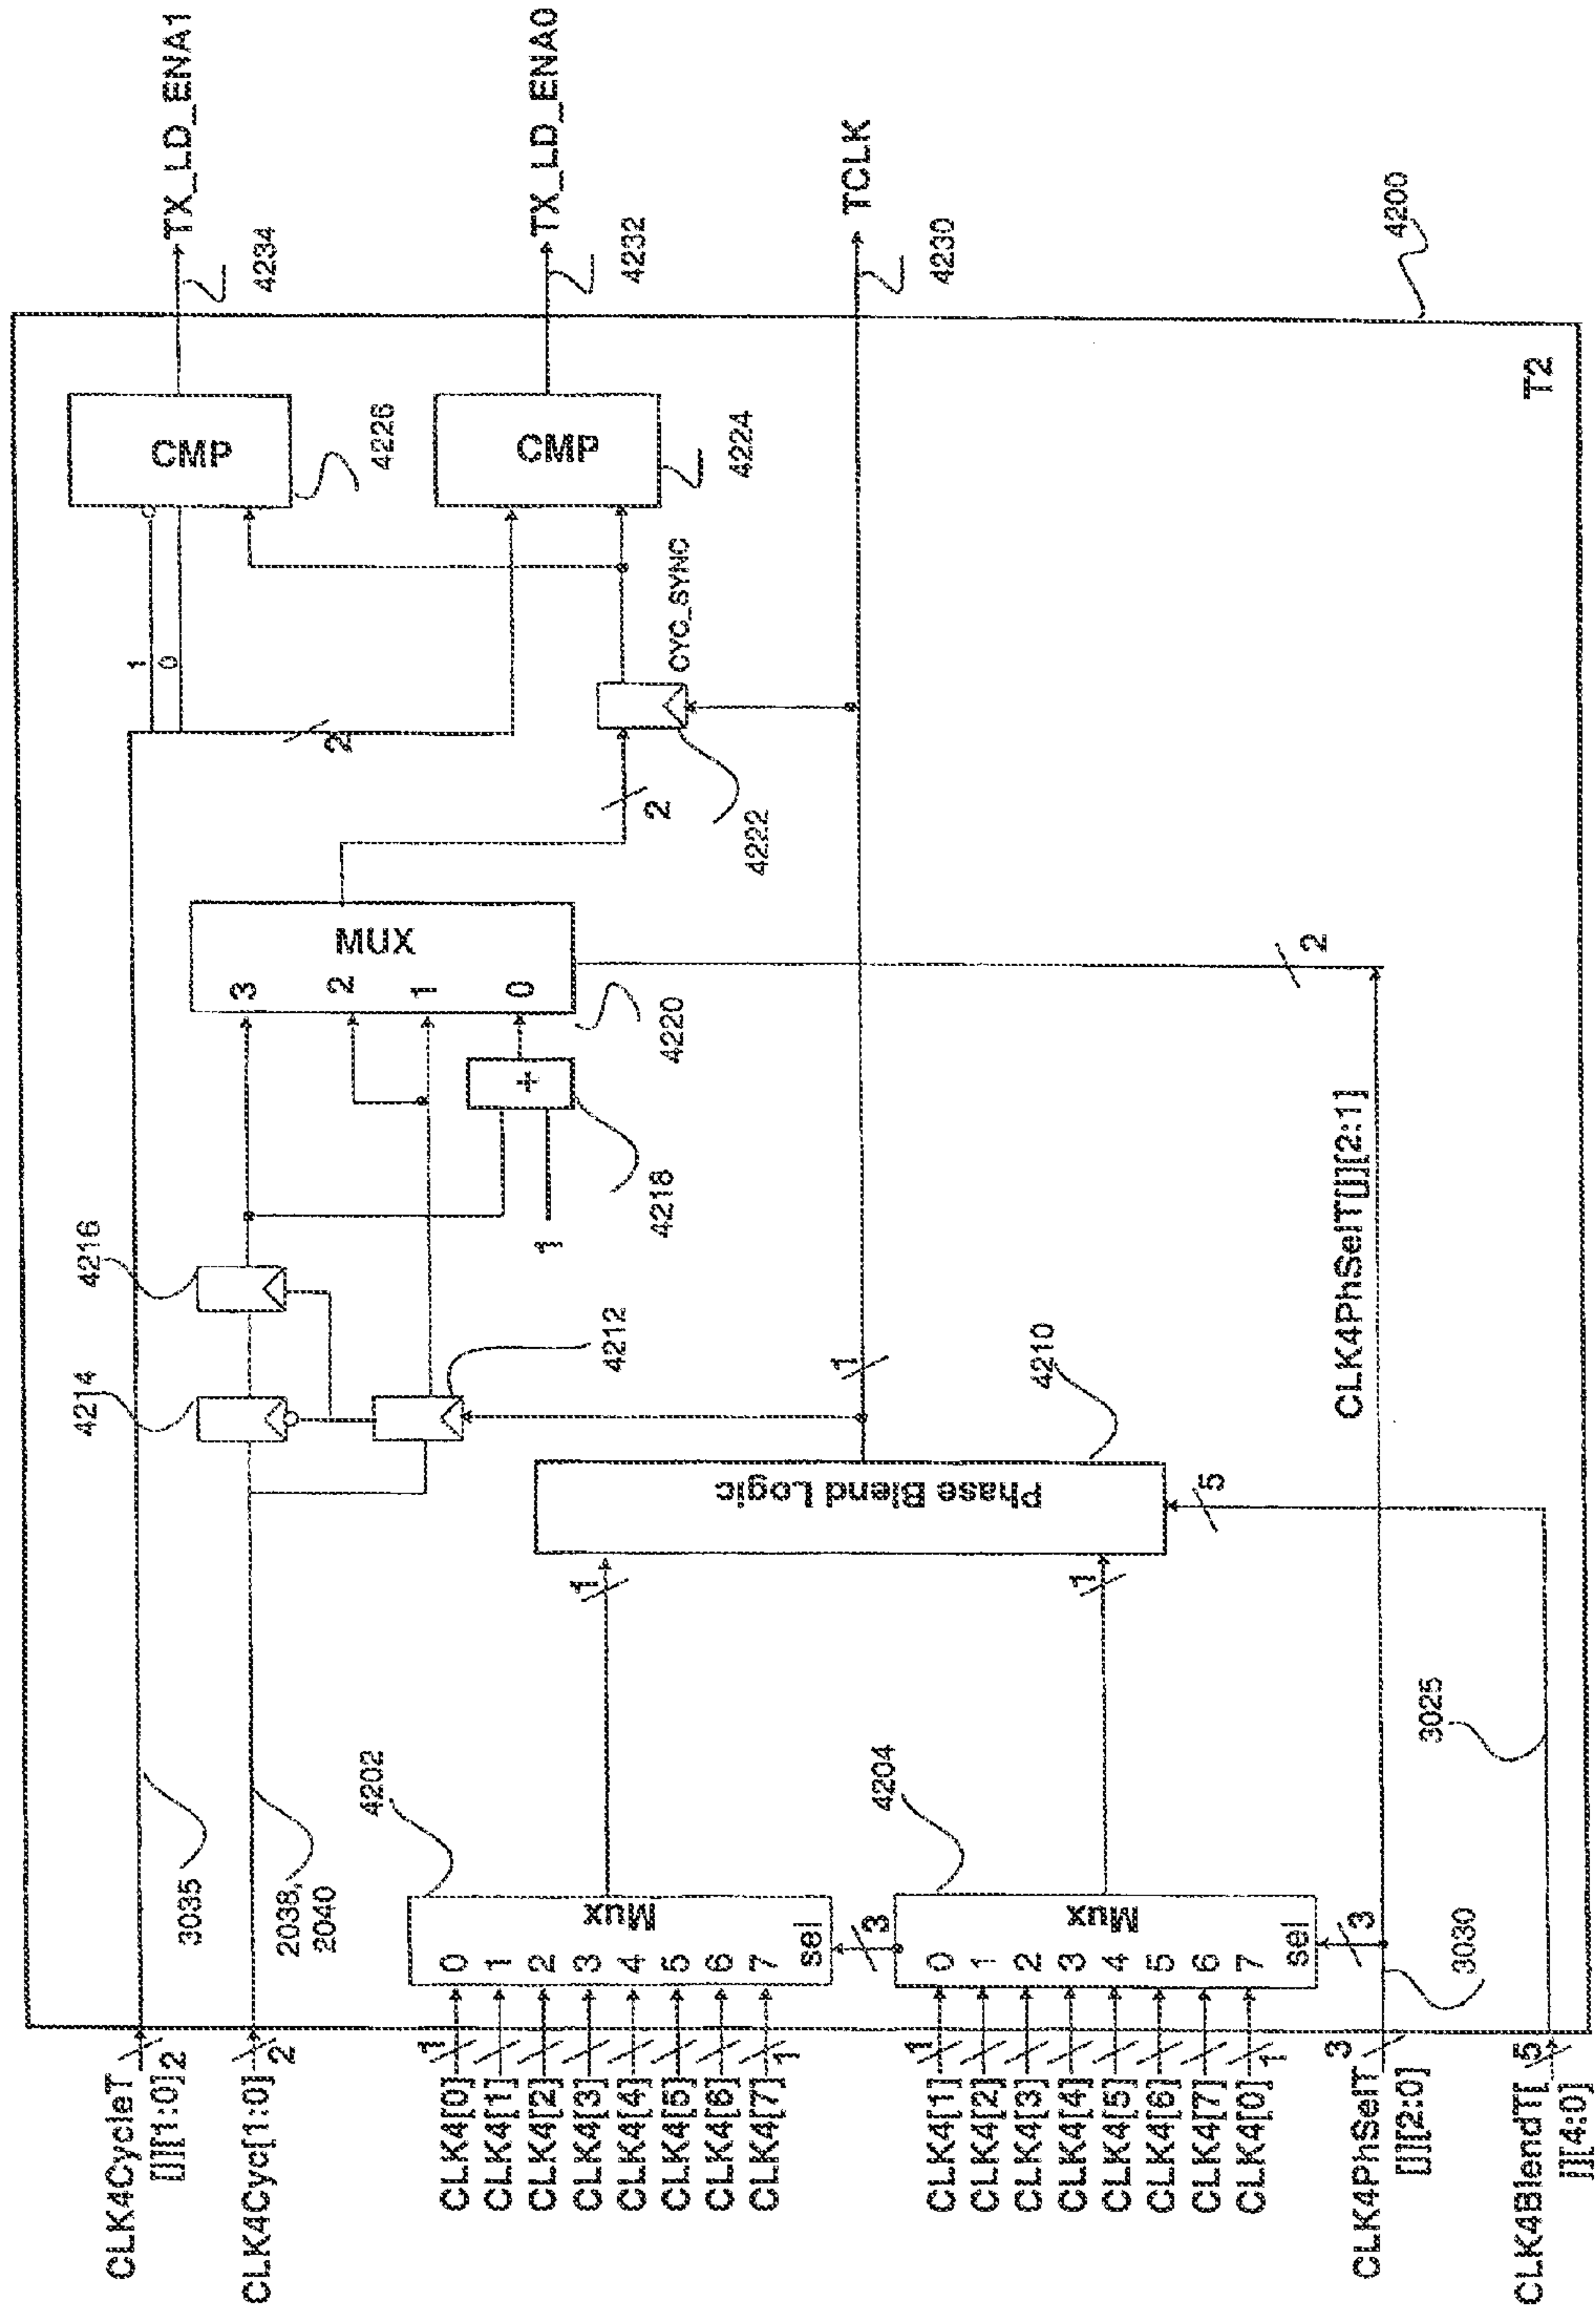 CLK4CycleT
[i][1:0]
2
3035
CLK4Cyc[1:0]
2
2038,
2040
4214
4216
4212
1
4218
+
3
2
1
0
MUX
4220
2
4222
CYC_SYNC
2
1
0
CMP
4226
TX_LD_ENA1
4234
CMP
4224
TX_LD_ENA0
4232
CLK4[0]
CLK4[1]
CLK4[2]
CLK4[3]
CLK4[4]
CLK4[5]
CLK4[6]
CLK4[7]
1
1
0
1
2
3
4
5
6
7
Mux
sel
4202
1
3
CLK4[1]
CLK4[2]
CLK4[3]
CLK4[4]
CLK4[5]
CLK4[6]
CLK4[7]
CLK4[0]
1
1
0
1
2
3
4
5
6
7
Mux
sel
4204
1
3
Phase Blend Logic
4210
5
1
TCLK
4230
CLK4PhSelT
[i][2:0]
3
3030
CLK4PhSelT[i][2:1]
2
CLK4BlendT[
i][4:0]
5
3025
T2
4200